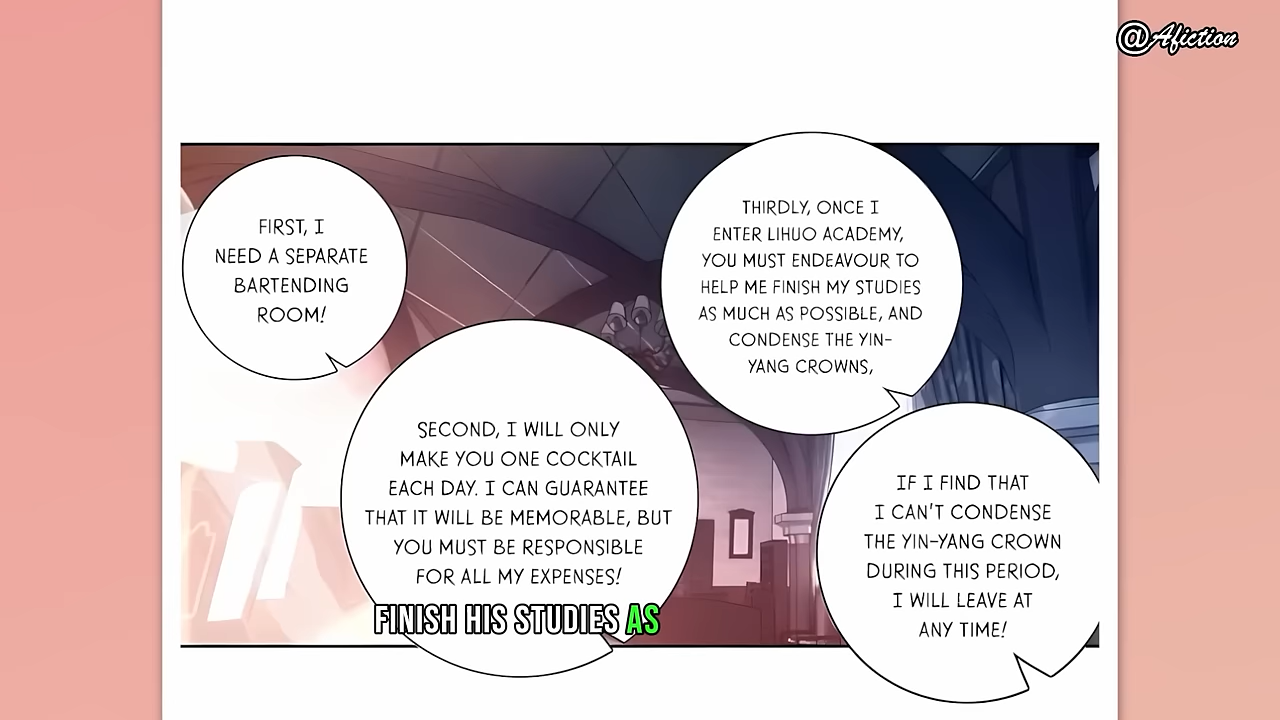 @Afiction
FIRST, I
NEED A SEPARATE
BARTENDING
ROOM!
SECOND, I WILL ONLY
MAKE YOU ONE COCKTAIL
EACH DAY. I CAN GUARANTEE
THAT IT WILL BE MEMORABLE, BUT
YOU MUST BE RESPONSIBLE
FOR ALL MY EXPENSES!
THIRDLY, ONCE I
ENTER LIHUO ACADEMY,
YOU MUST ENDEAVOUR TO
HELP ME FINISH MY STUDIES
AS MUCH AS POSSIBLE, AND
CONDENSE THE YIN-
YANG CROWNS,
IF I FIND THAT
I CAN'T CONDENSE
THE YIN-YANG CROWN
DURING THIS PERIOD,
I WILL LEAVE AT
ANY TIME!
FINISH HIS STUDIES AS